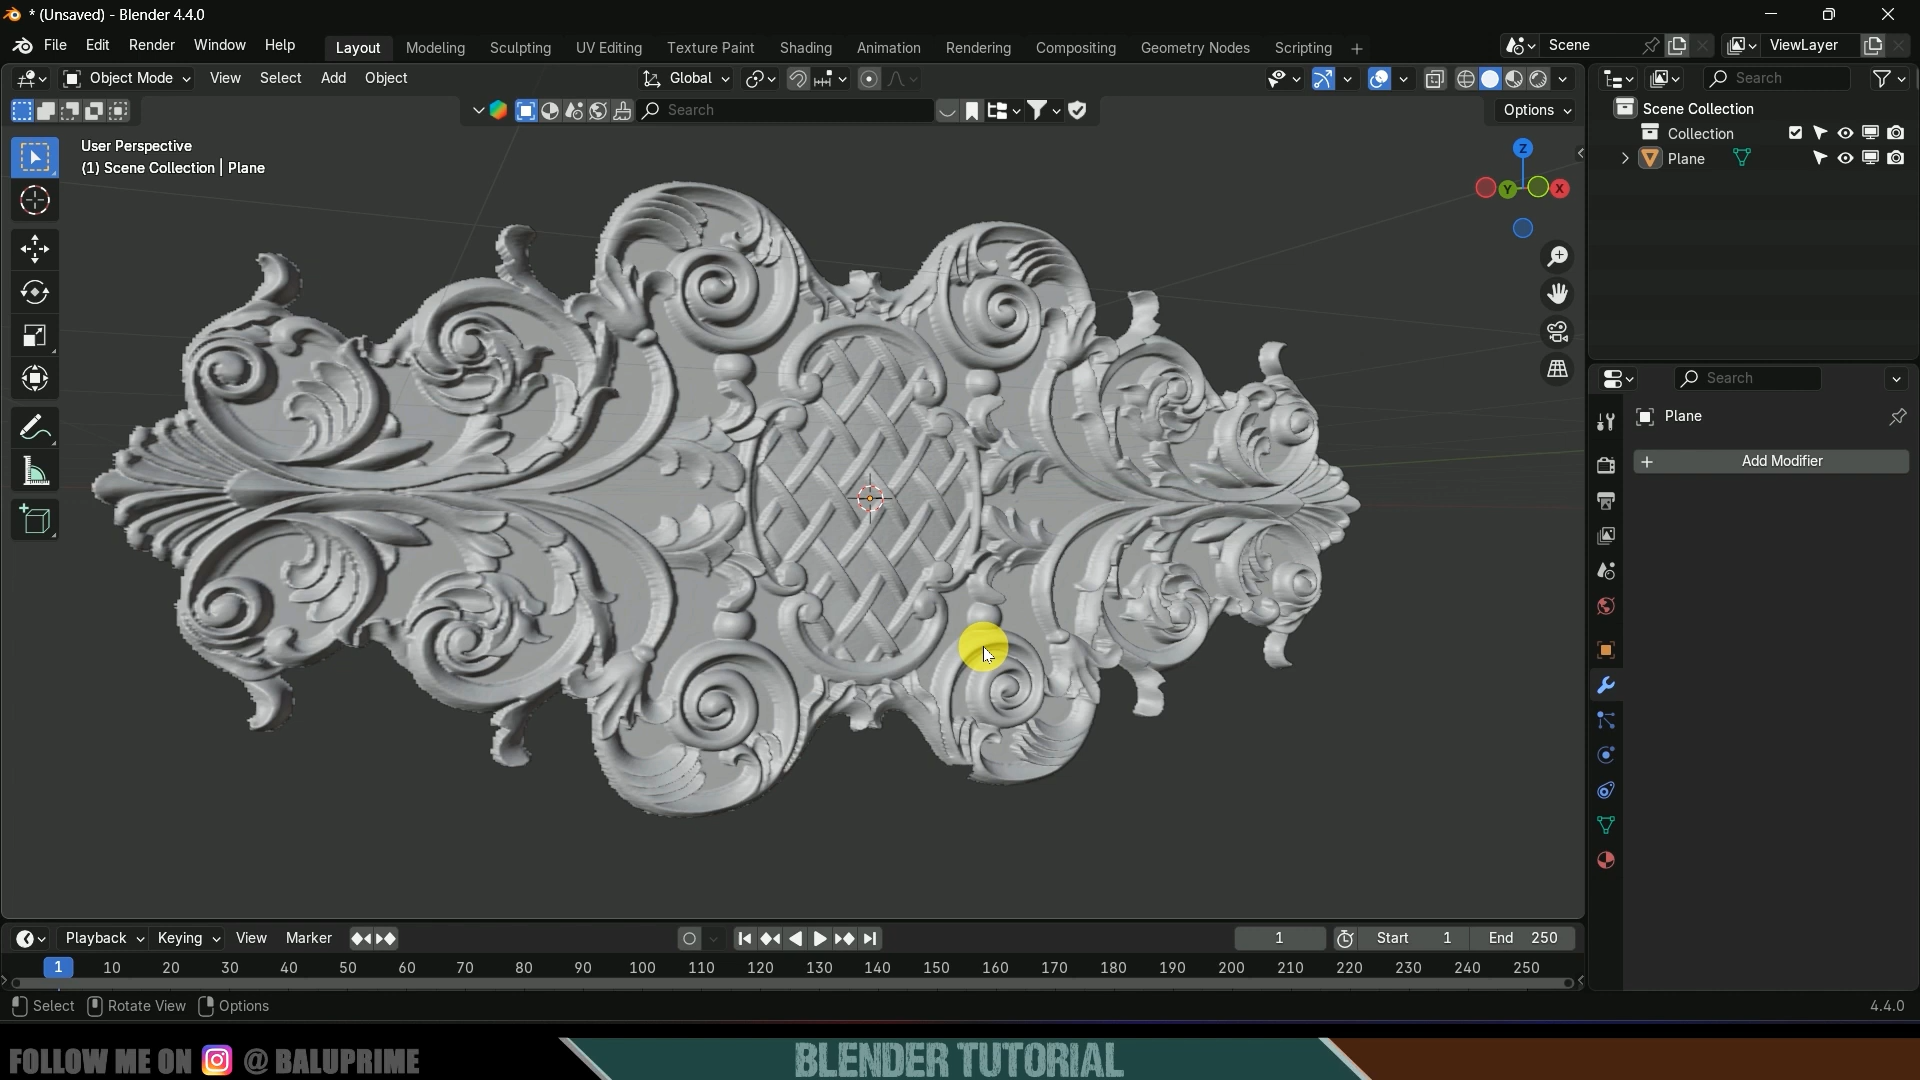 * (Unsaved) - Blender 4.4.0
File Edit Render Window Help Layout Modeling Sculpting UV Editing Texture Paint Shading Animation Rendering Compositing Geometry Nodes Scripting + Scene ViewLayer
Object Mode View Select Add Object Global Search
Search Options
User Perspective
(1) Scene Collection | Plane
Z
Y X
Scene Collection
Collection
Plane
Search
Plane
+ Add Modifier
Playback Keying View Marker 1 Start 1 End 250
1 10 20 30 40 50 60 70 80 90 100 110 120 130 140 150 160 170 180 190 200 210 220 230 240 250
Select Rotate View Options 4.4.0
FOLLOW ME ON @ BALUPRIME BLENDER TUTORIAL